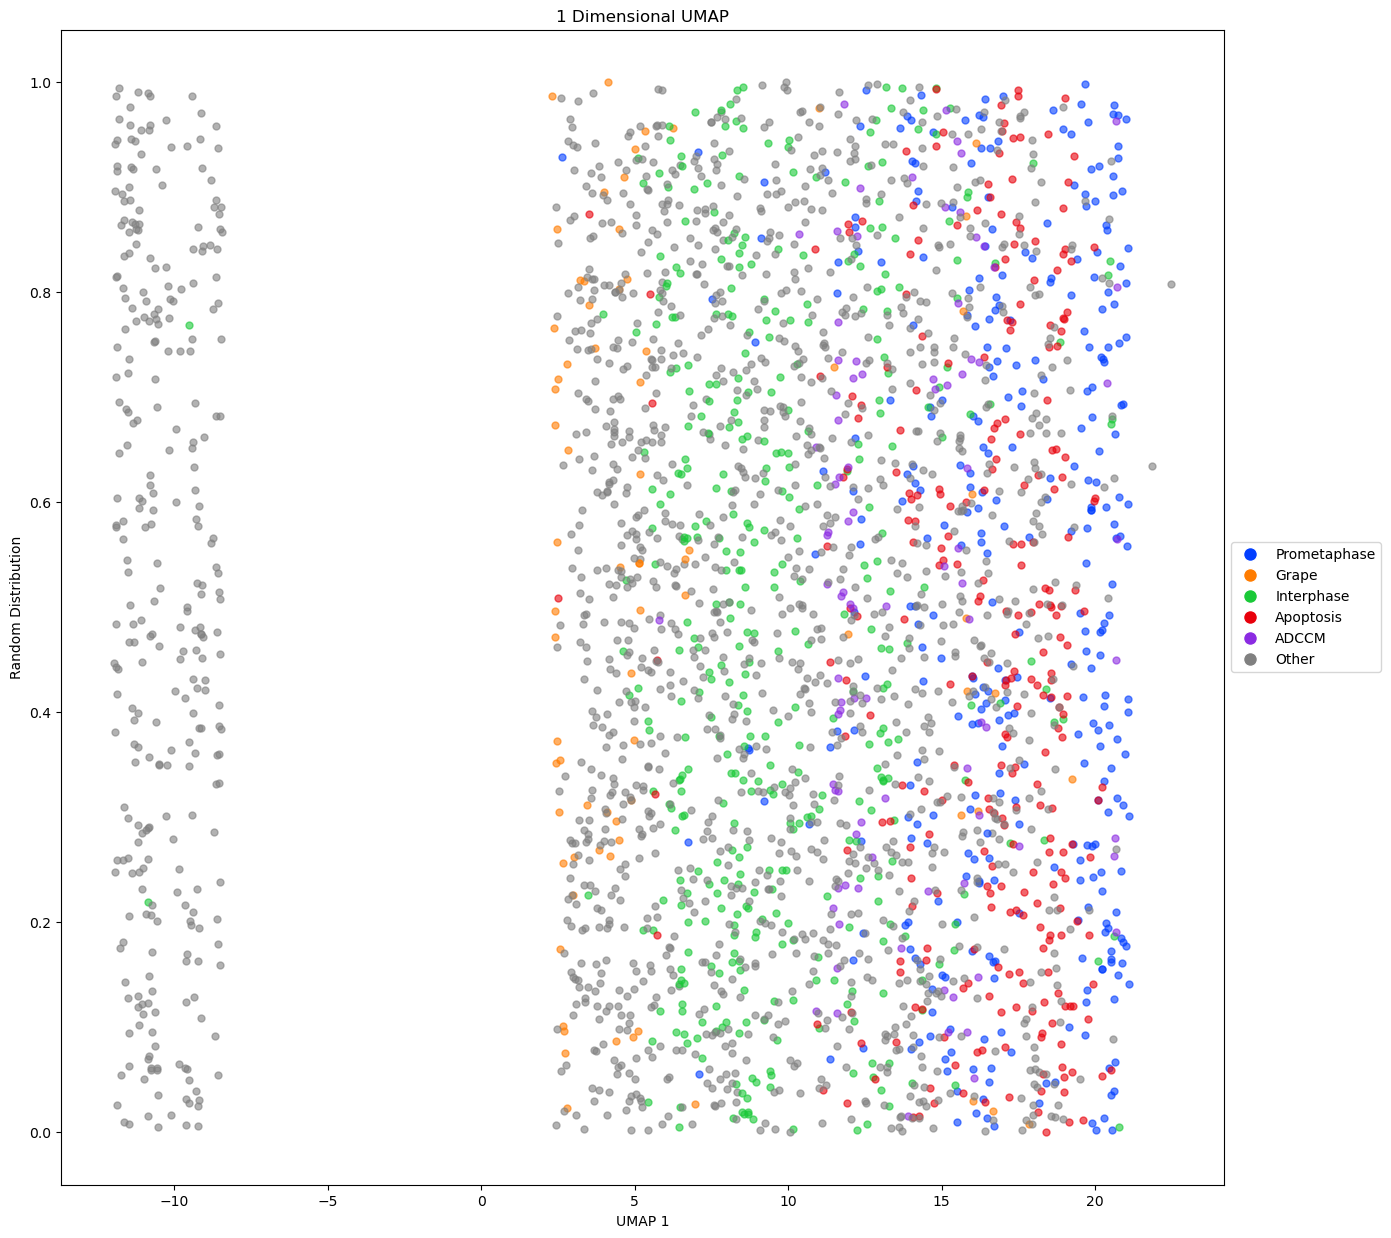 1 Dimensional UMAP
1.0
0.8
0.6
0.4
0.2
0.0
Random Distribution
−10
−5
0
5
10
15
20
UMAP 1
Prometaphase
Grape
Interphase
Apoptosis
ADCCM
Other